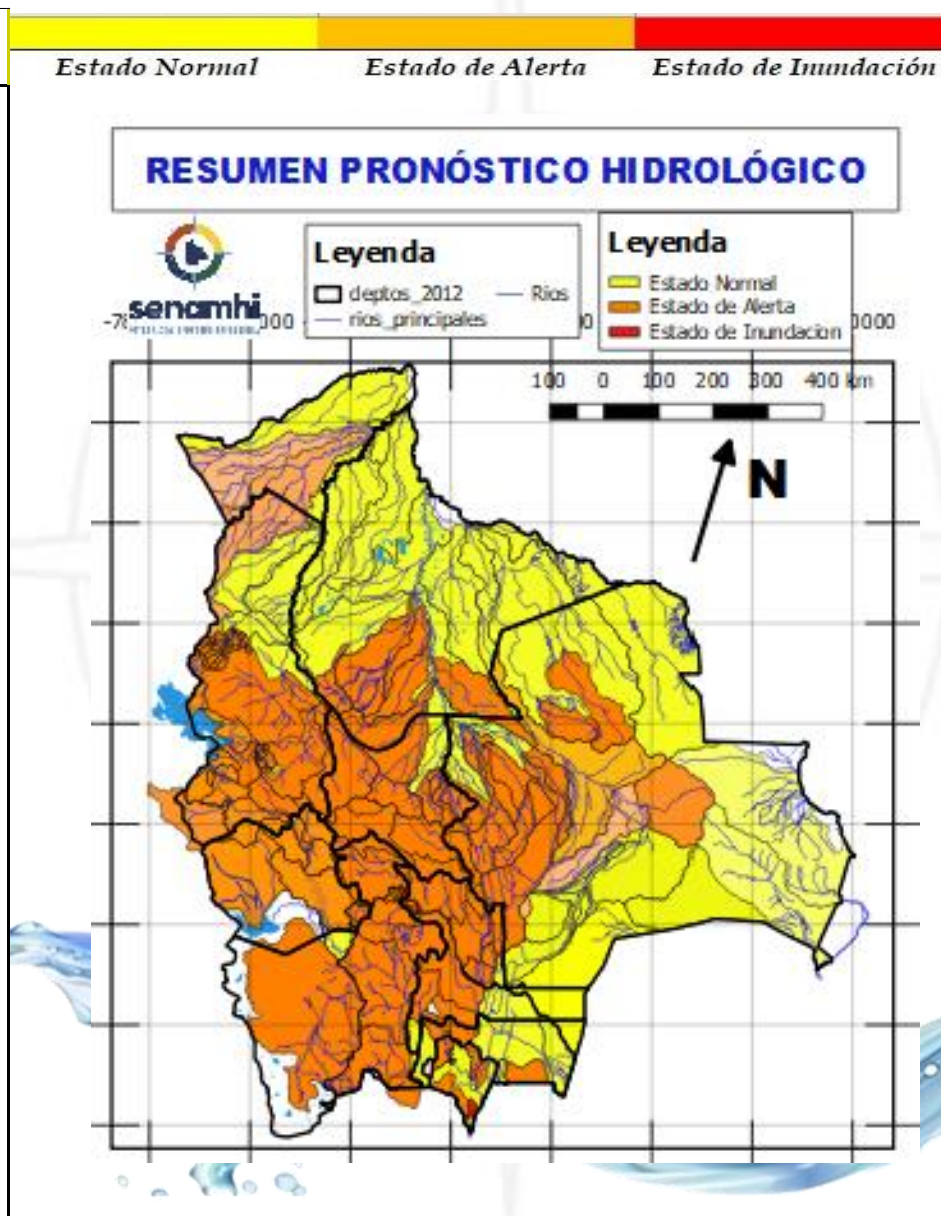 Estado Normal Estado de Alerta Estado de Inundación
RESUMEN PRONÓSTICO HIDROLÓGICO
senamhi
Leyenda
deptos_2012 Rios
rios_principales
Leyenda
Estado Normal
Estado de Alerta
Estado de Inundacion
100 0 100 200 300 400 km
N